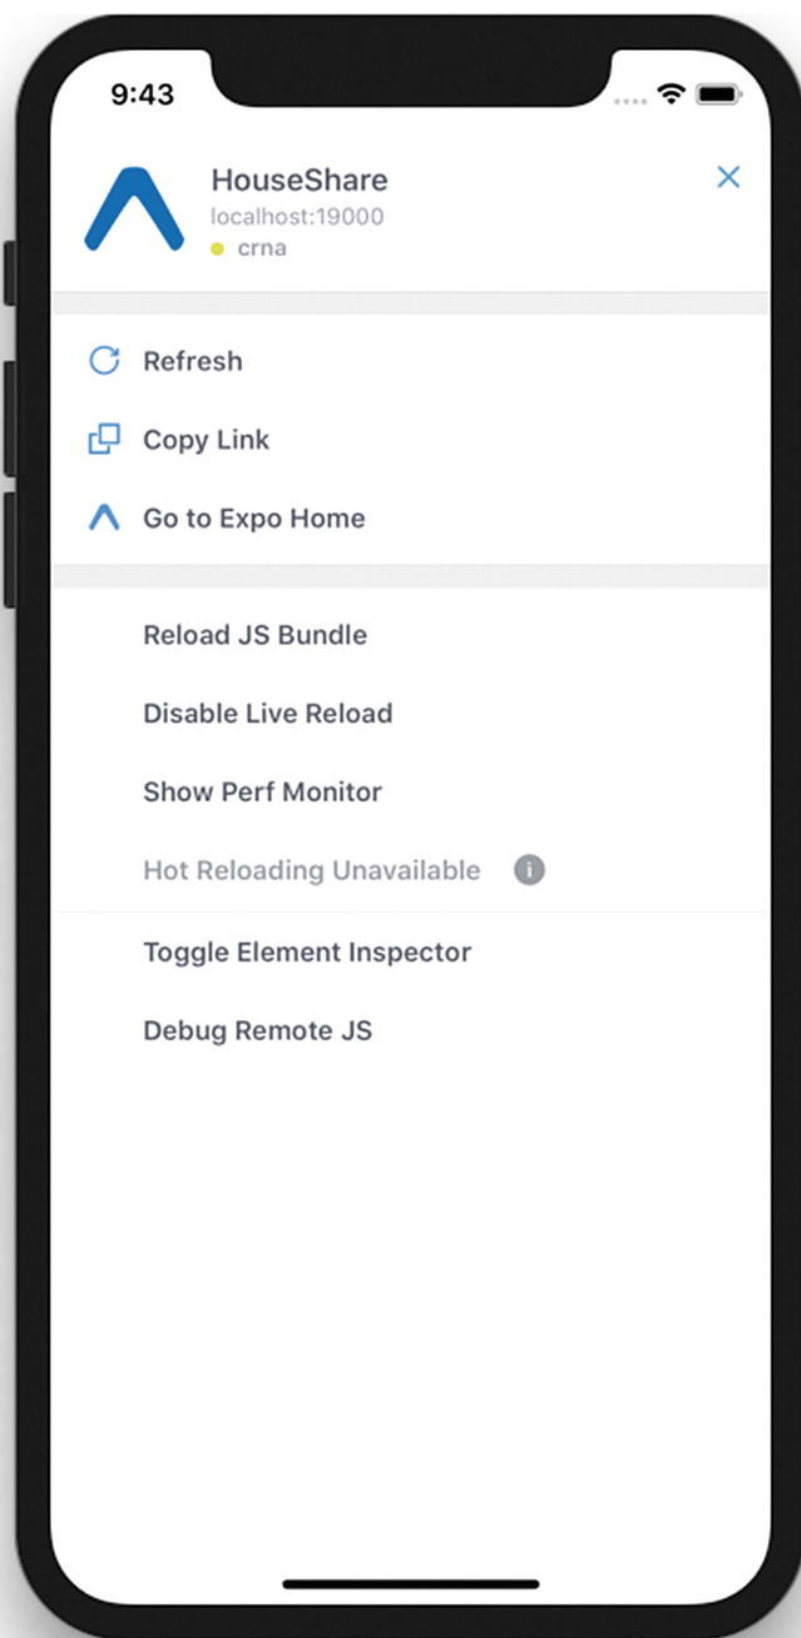 9:43
HouseShare
localhost:19000
crna
Refresh
Copy Link
Go to Expo Home
Reload JS Bundle
Disable Live Reload
Show Perf Monitor
Hot Reloading Unavailable
Toggle Element Inspector
Debug Remote JS